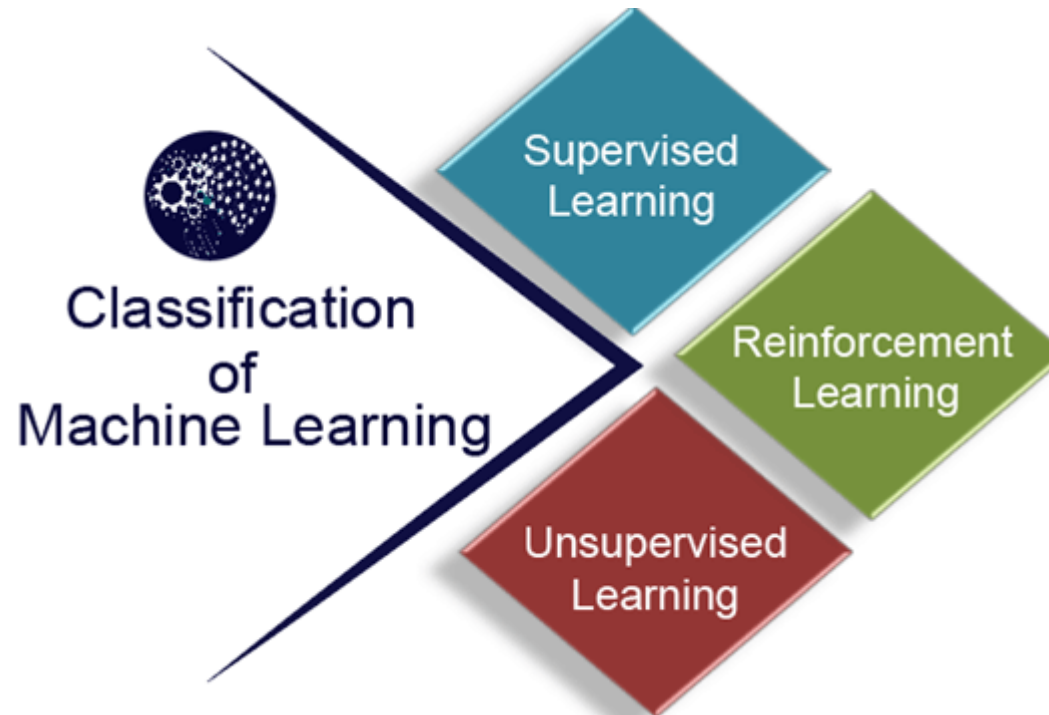 Classification
of
Machine Learning
Supervised
Learning
Reinforcement
Learning
Unsupervised
Learning